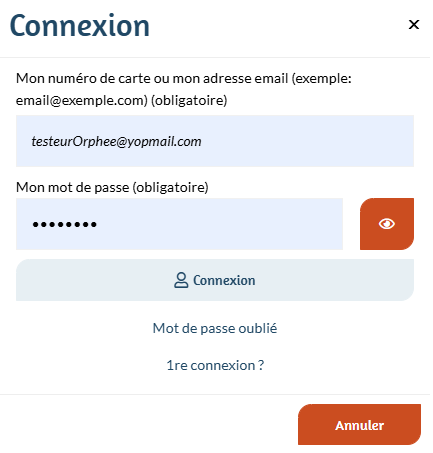 Connexion
×
Mon numéro de carte ou mon adresse email (exemple:
email@exemple.com) (obligatoire)
testeurOrphee@yopmail.com
Mon mot de passe (obligatoire)
••••••••
Connexion
Mot de passe oublié
1re connexion ?
Annuler